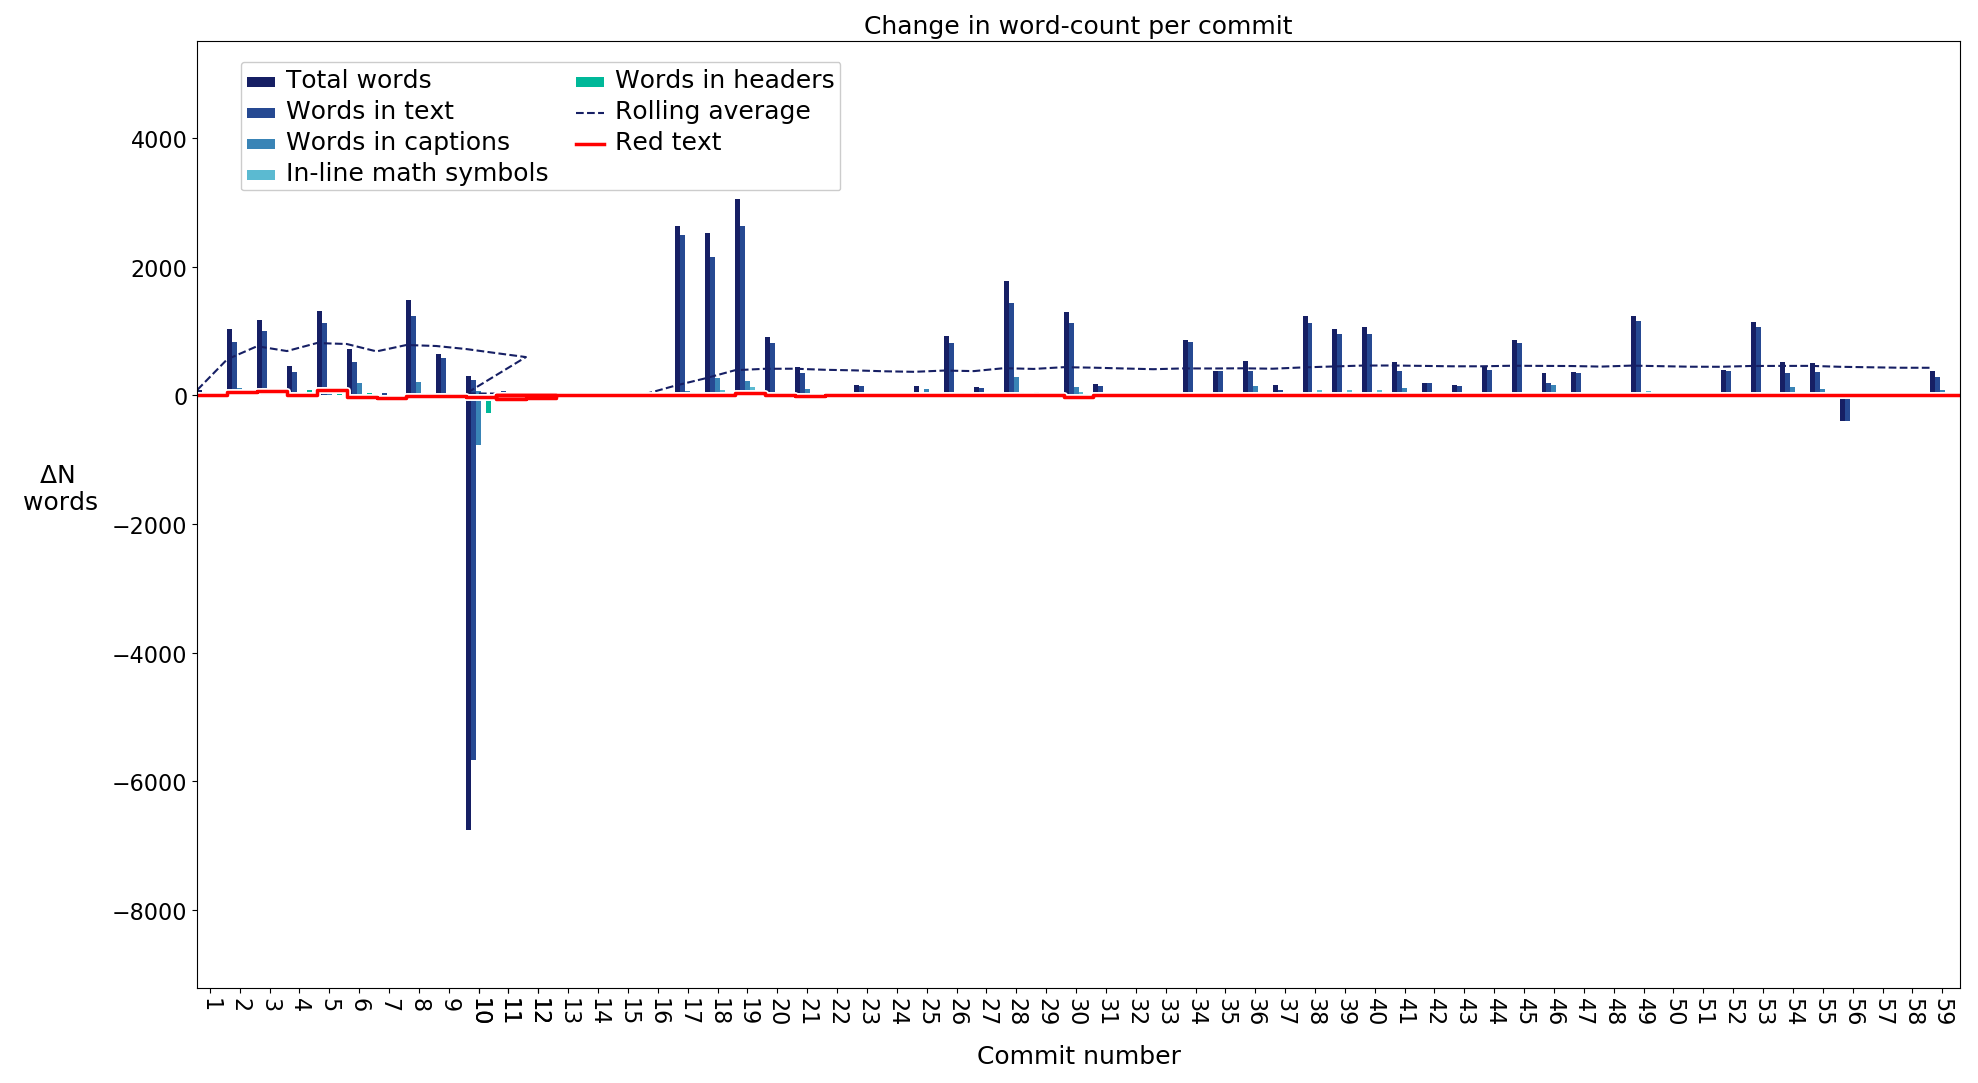 Change in word-count per commit
Total words
Words in text
Words in captions
In-line math symbols
Words in headers
Rolling average
Red text
4000
2000
0
−2000
−4000
−6000
−8000
ΔN
words
1 2 3 4 5 6 7 8 9 10 11 12 13 14 15 16 17 18 19 20 21 22 23 24 25 26 27 28 29 30 31 32 33 34 35 36 37 38 39 40 41 42 43 44 45 46 47 48 49 50 51 52 53 54 55 56 57 58 59
Commit number